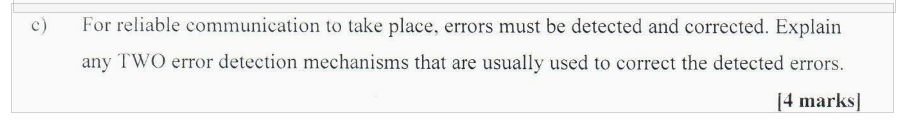 c) For reliable communication to take place, errors must be detected and corrected. Explain
any TWO error detection mechanisms that are usually used to correct the detected errors.
[4 marks]